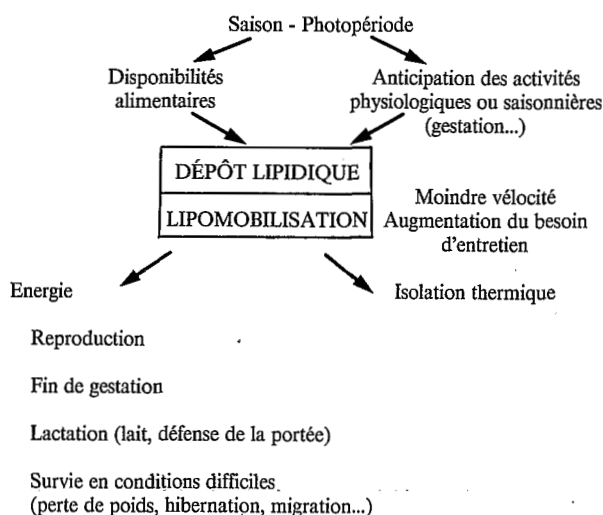 Saison - Photopériode
Disponibilités
alimentaires
Anticipation des activités
physiologiques ou saisonnières
(gestation...)
DÉPÔT LIPIDIQUE
LIPOMOBILISATION
Moindre vélocité
Augmentation du besoin
d'entretien
Energie
Isolation thermique
Reproduction
Fin de gestation
Lactation (lait, défense de la portée)
Survie en conditions difficiles
(perte de poids, hibernation, migration...)